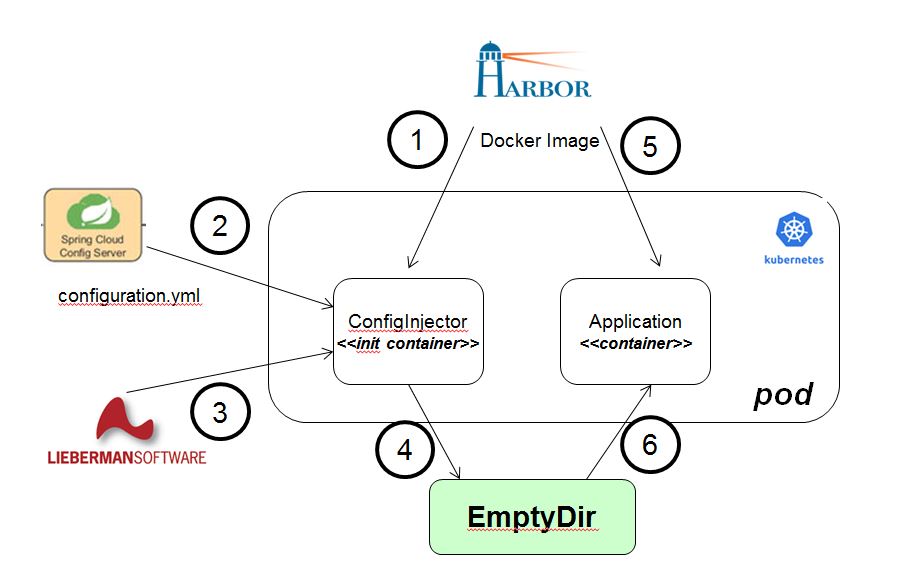 HARBOR
1
Docker Image
5
2
Spring Cloud
Config Server
kubernetes
configuration.yml
ConfigInjector
<<init container>>
Application
<<container>>
pod
3
LIEBERMANSOFTWARE
4
6
EmptyDir